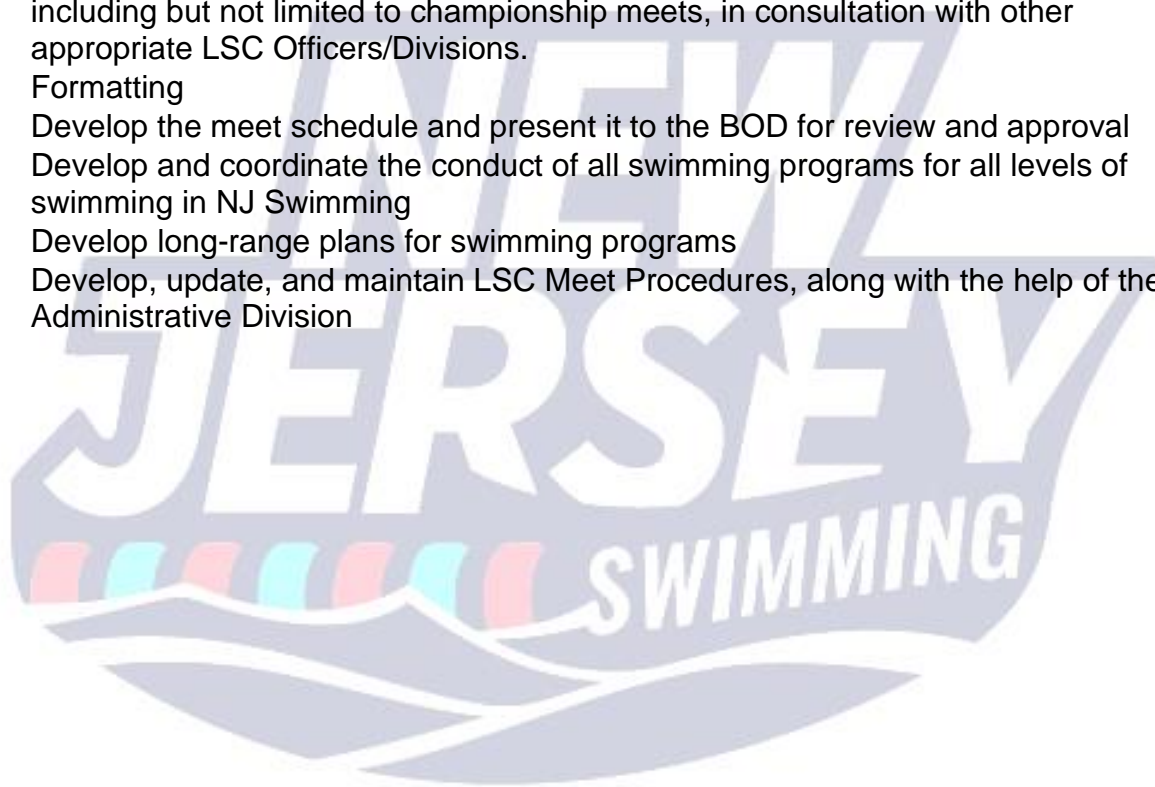 including but not limited to championship meets, in consultation with other
appropriate LSC Officers/Divisions.
Formatting
Develop the meet schedule and present it to the BOD for review and approval
Develop and coordinate the conduct of all swimming programs for all levels of
swimming in NJ Swimming
Develop long-range plans for swimming programs
Develop, update, and maintain LSC Meet Procedures, along with the help of the
Administrative Division
NEW
JERSEY
SWIMMING